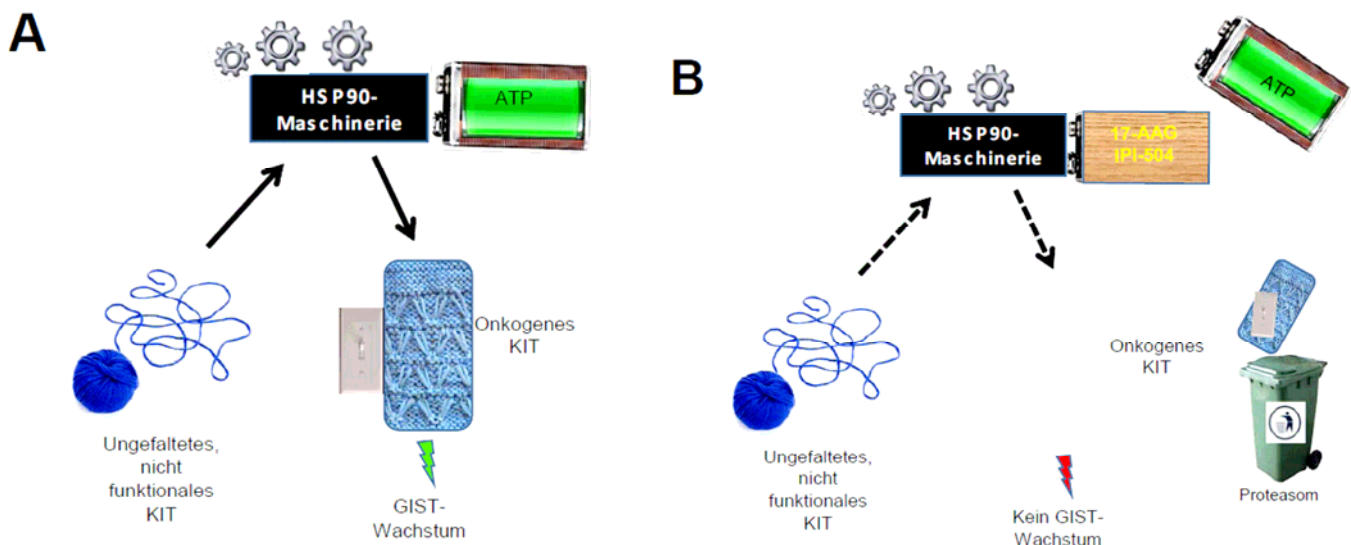 A
HSP90-
Maschinerie
ATP
Ungefaltetes,
nicht
funktionales
KIT
Onkogenes
KIT
GIST-
Wachstum
B
HSP90-
Maschinerie
17-AAG
IPI-504
ATP
Ungefaltetes,
nicht
funktionales
KIT
Onkogenes
KIT
Kein GIST-
Wachstum
Proteasom